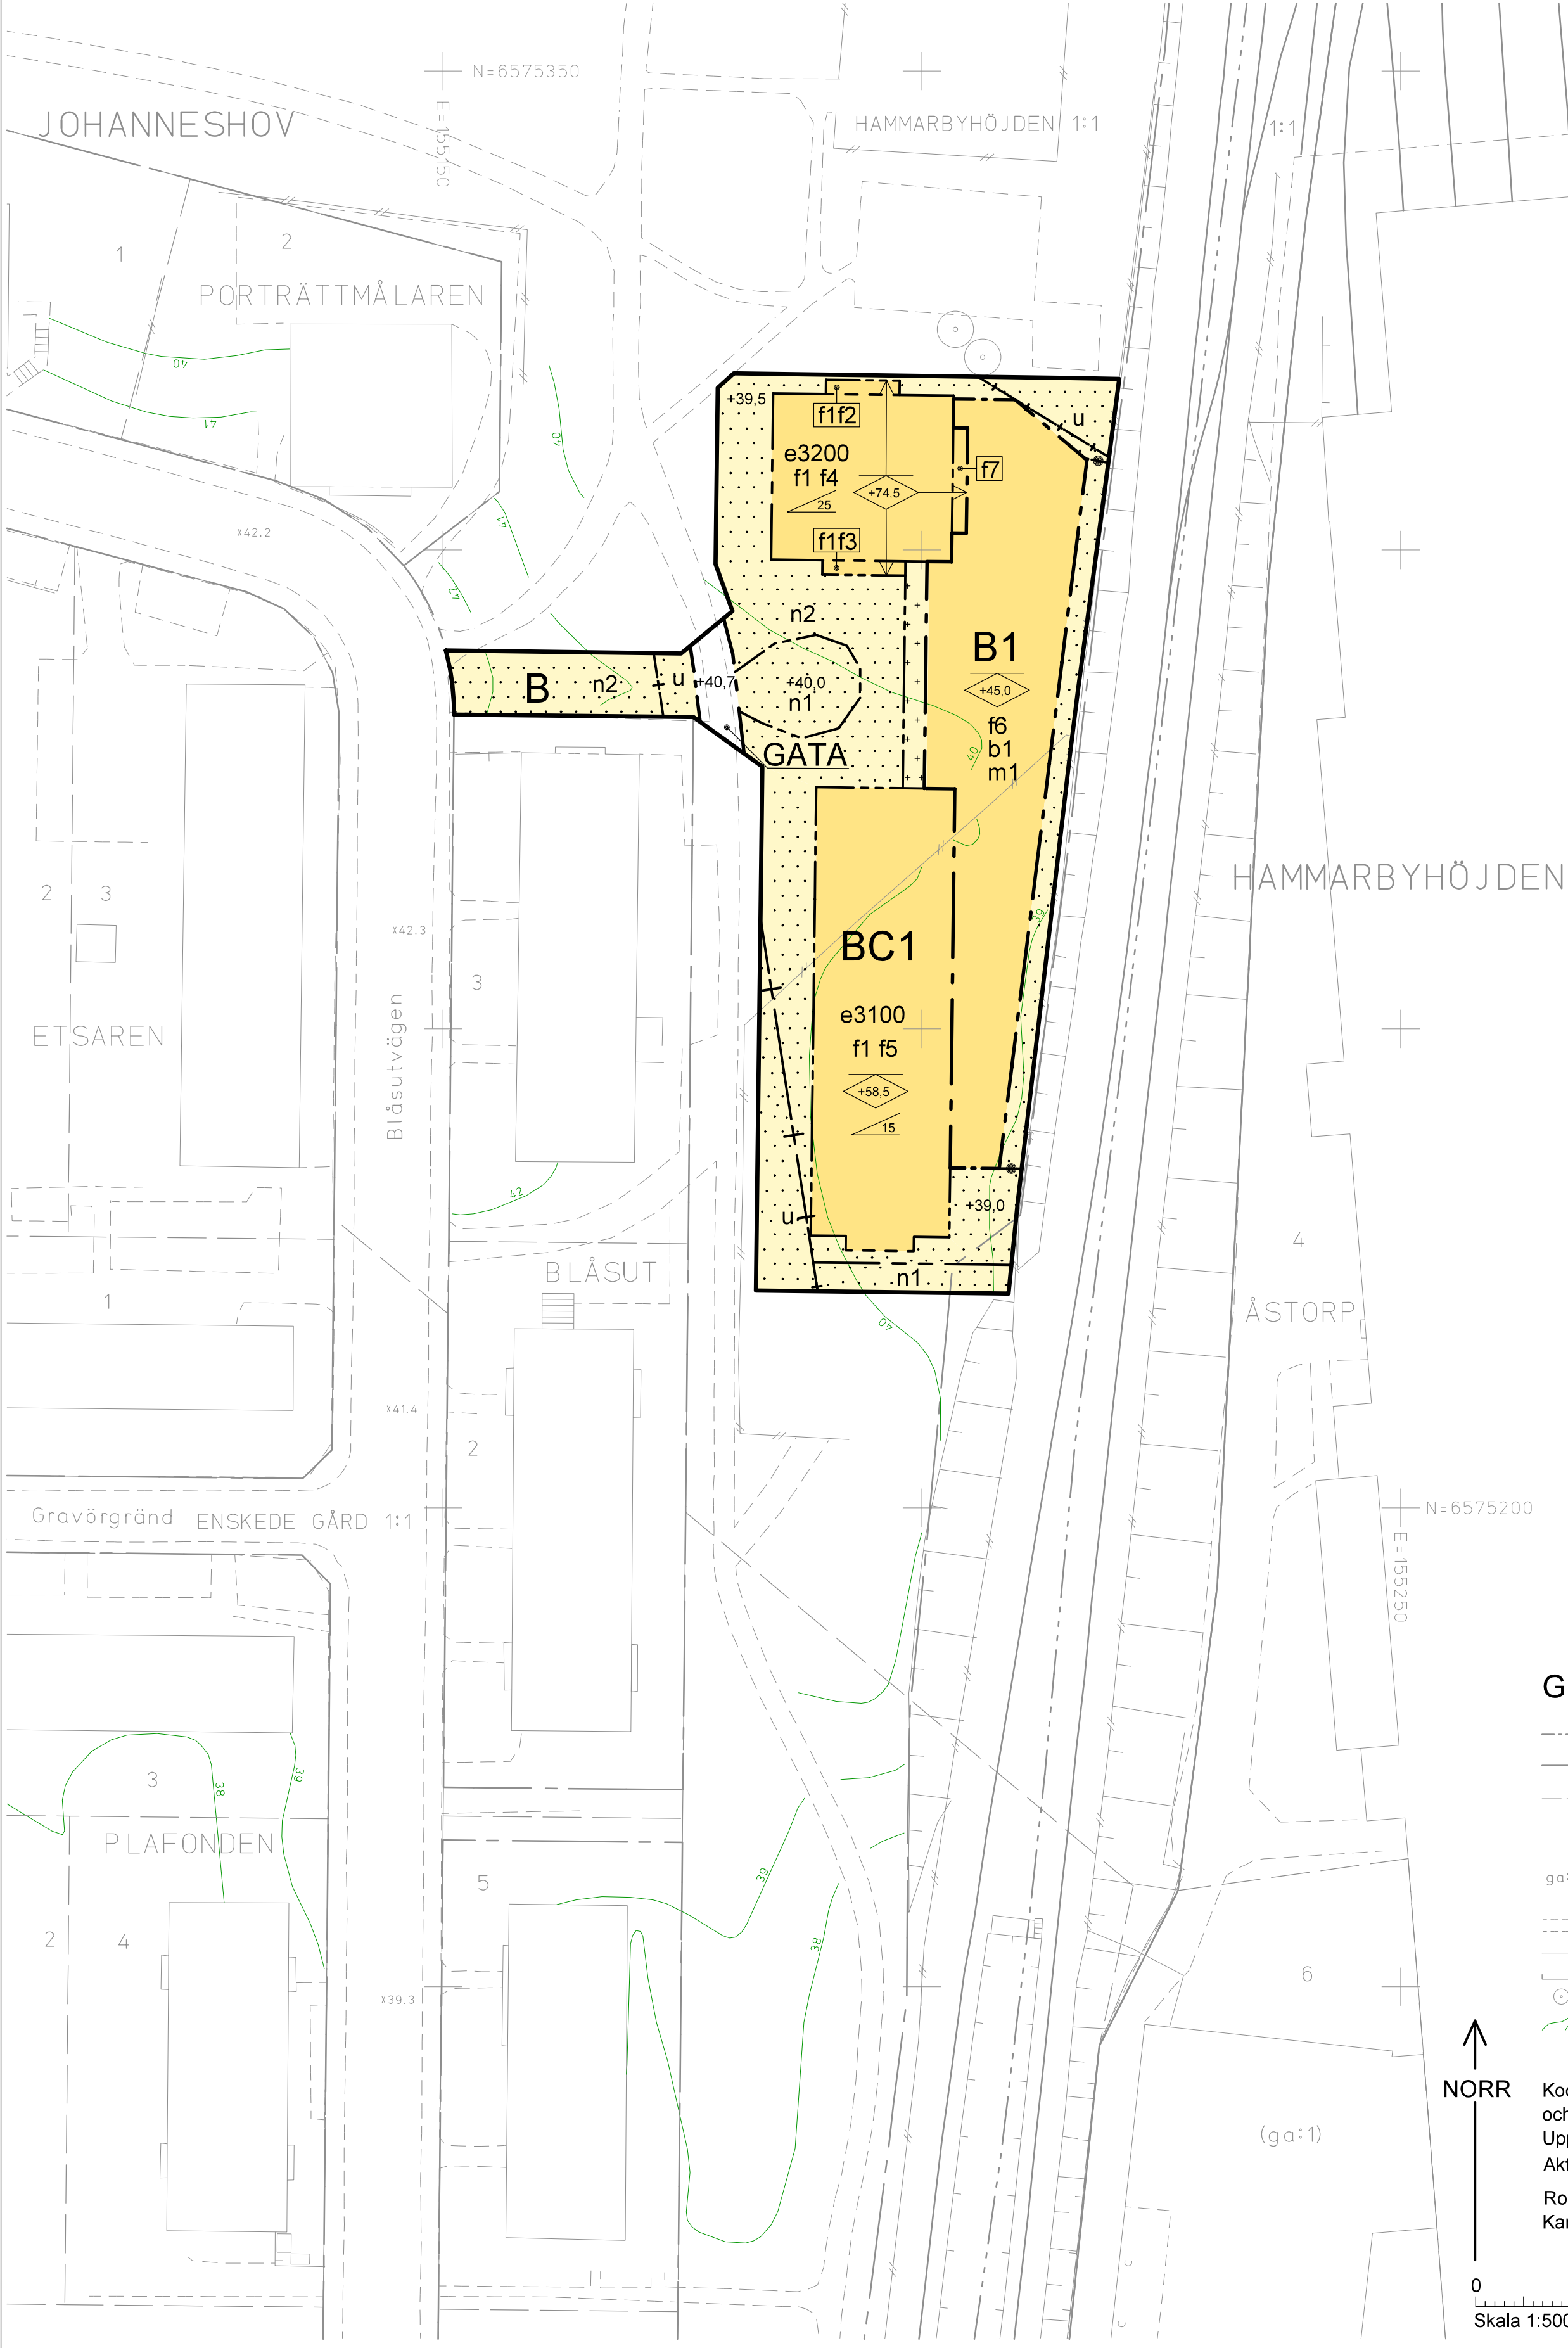 N=6575350
JOHANNESHOV
E=155150
HAMMARBYHÖJDEN 1:1
1:1
1
2
PORTRÄTTMÅLAREN
40
41
40
+39,5
f1f2
u
e3200
f1 f4
25
+74,5
f7
41
X42.2
f1f3
42
n2
B1
B
n2
u
+40,7
+40,0
n1
+45,0
f6
b1
m1
GATA
40
HAMMARBYHÖJDEN
2
3
39
X42.3
BC1
3
e3100
f1 f5
ETSAREN
Blåsutvägen
+58,5
15
42
+39,0
u
4
BLÅSUT
n1
1
ÅSTORP
40
X41.4
2
Gravörgränd
ENSKEDE GÅRD 1:1
N=6575200
E=155250
G
3
38
39
PLAFONDEN
39
5
ga:
2
4
38
6
X39.3
NORR
(ga:1)
0
Skala 1:500